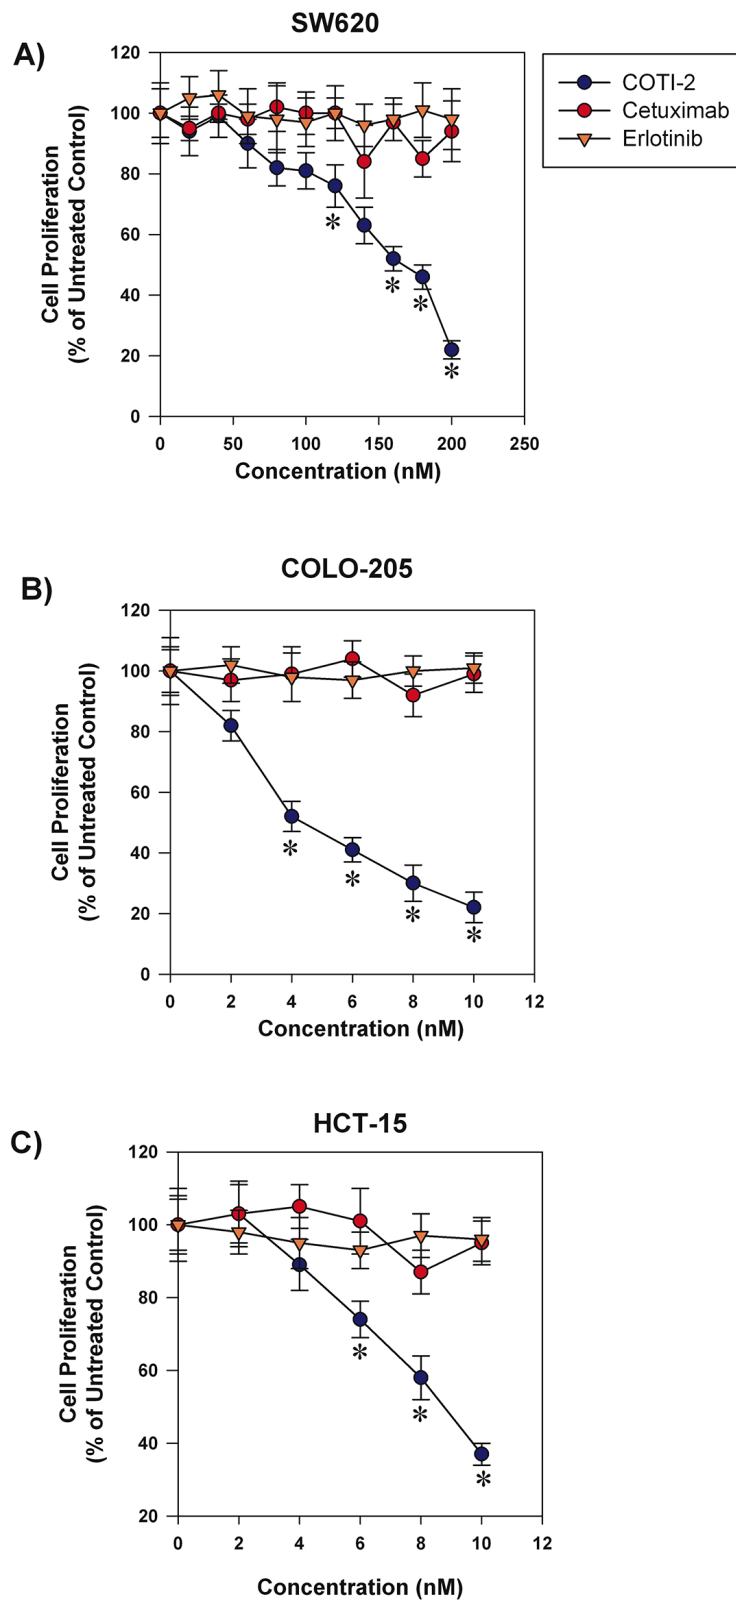 SW620
A)
120
100
80
60
40
20
0
Cell Proliferation
(% of Untreated Control)
*
*
*
*
0 50 100 150 200 250
Concentration (nM)
COTI-2
Cetuximab
Erlotinib
COLO-205
B)
120
100
80
60
40
20
0
Cell Proliferation
(% of Untreated Control)
*
*
*
*
0 2 4 6 8 10 12
Concentration (nM)
HCT-15
C)
120
100
80
60
40
20
Cell Proliferation
(% of Untreated Control)
*
*
*
0 2 4 6 8 10 12
Concentration (nM)